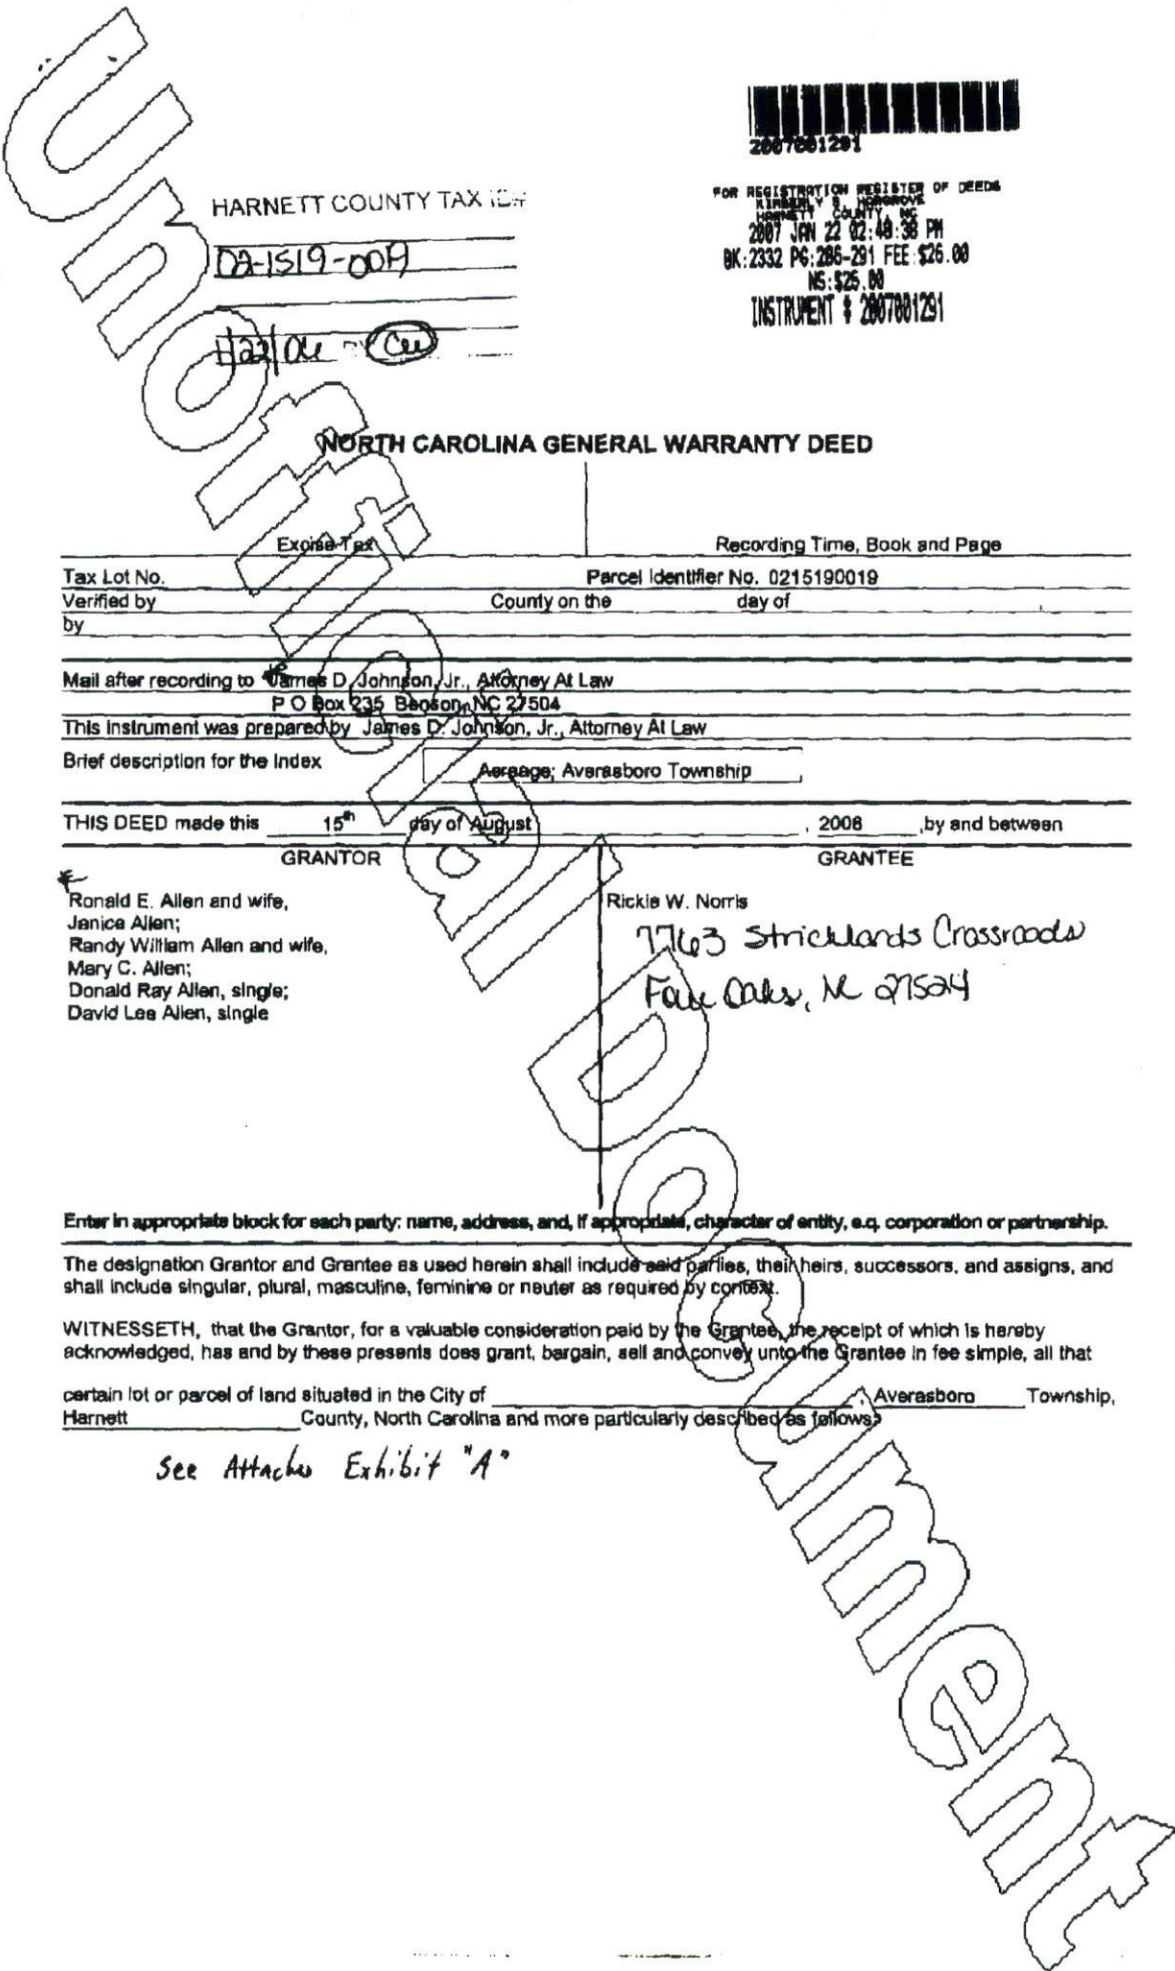 2007001291
FOR REGISTRATION REGISTER OF DEEDS
KIMBERLY S. HARGROVE
HARNETT COUNTY, NC
2007 JAN 22 02:48:38 PM
BK:2332 PG:286-291 FEE:$26.00
NS:$25.00
INSTRUMENT # 2007001291
HARNETT COUNTY TAX ID#
02-1519-0019
1/22/06 BY CW
NORTH CAROLINA GENERAL WARRANTY DEED
Excise Tax Recording Time, Book and Page
Tax Lot No. Parcel Identifier No. 0215190019
Verified by County on the day of
by
Mail after recording to James D. Johnson, Jr., Attorney At Law
P O Box 235 Benson, NC 27504
This instrument was prepared by James D. Johnson, Jr., Attorney At Law
Brief description for the Index Acreage; Averasboro Township
THIS DEED made this 15th day of August , 2006 ,by and between
GRANTOR GRANTEE
Ronald E. Allen and wife,
Janice Allen;
Randy William Allen and wife,
Mary C. Allen;
Donald Ray Allen, single;
David Lee Allen, single
Rickie W. Norris
7763 Stricklands Crossroads
Four Oaks, NC 27524
Enter in appropriate block for each party: name, address, and, if appropriate, character of entity, e.q. corporation or partnership.
The designation Grantor and Grantee as used herein shall include said parties, their heirs, successors, and assigns, and
shall include singular, plural, masculine, feminine or neuter as required by context.
WITNESSETH, that the Grantor, for a valuable consideration paid by the Grantee, the receipt of which is hereby
acknowledged, has and by these presents does grant, bargain, sell and convey unto the Grantee in fee simple, all that
certain lot or parcel of land situated in the City of , Averasboro Township,
Harnett County, North Carolina and more particularly described as follows:
See Attached Exhibit "A"
Unofficial Document